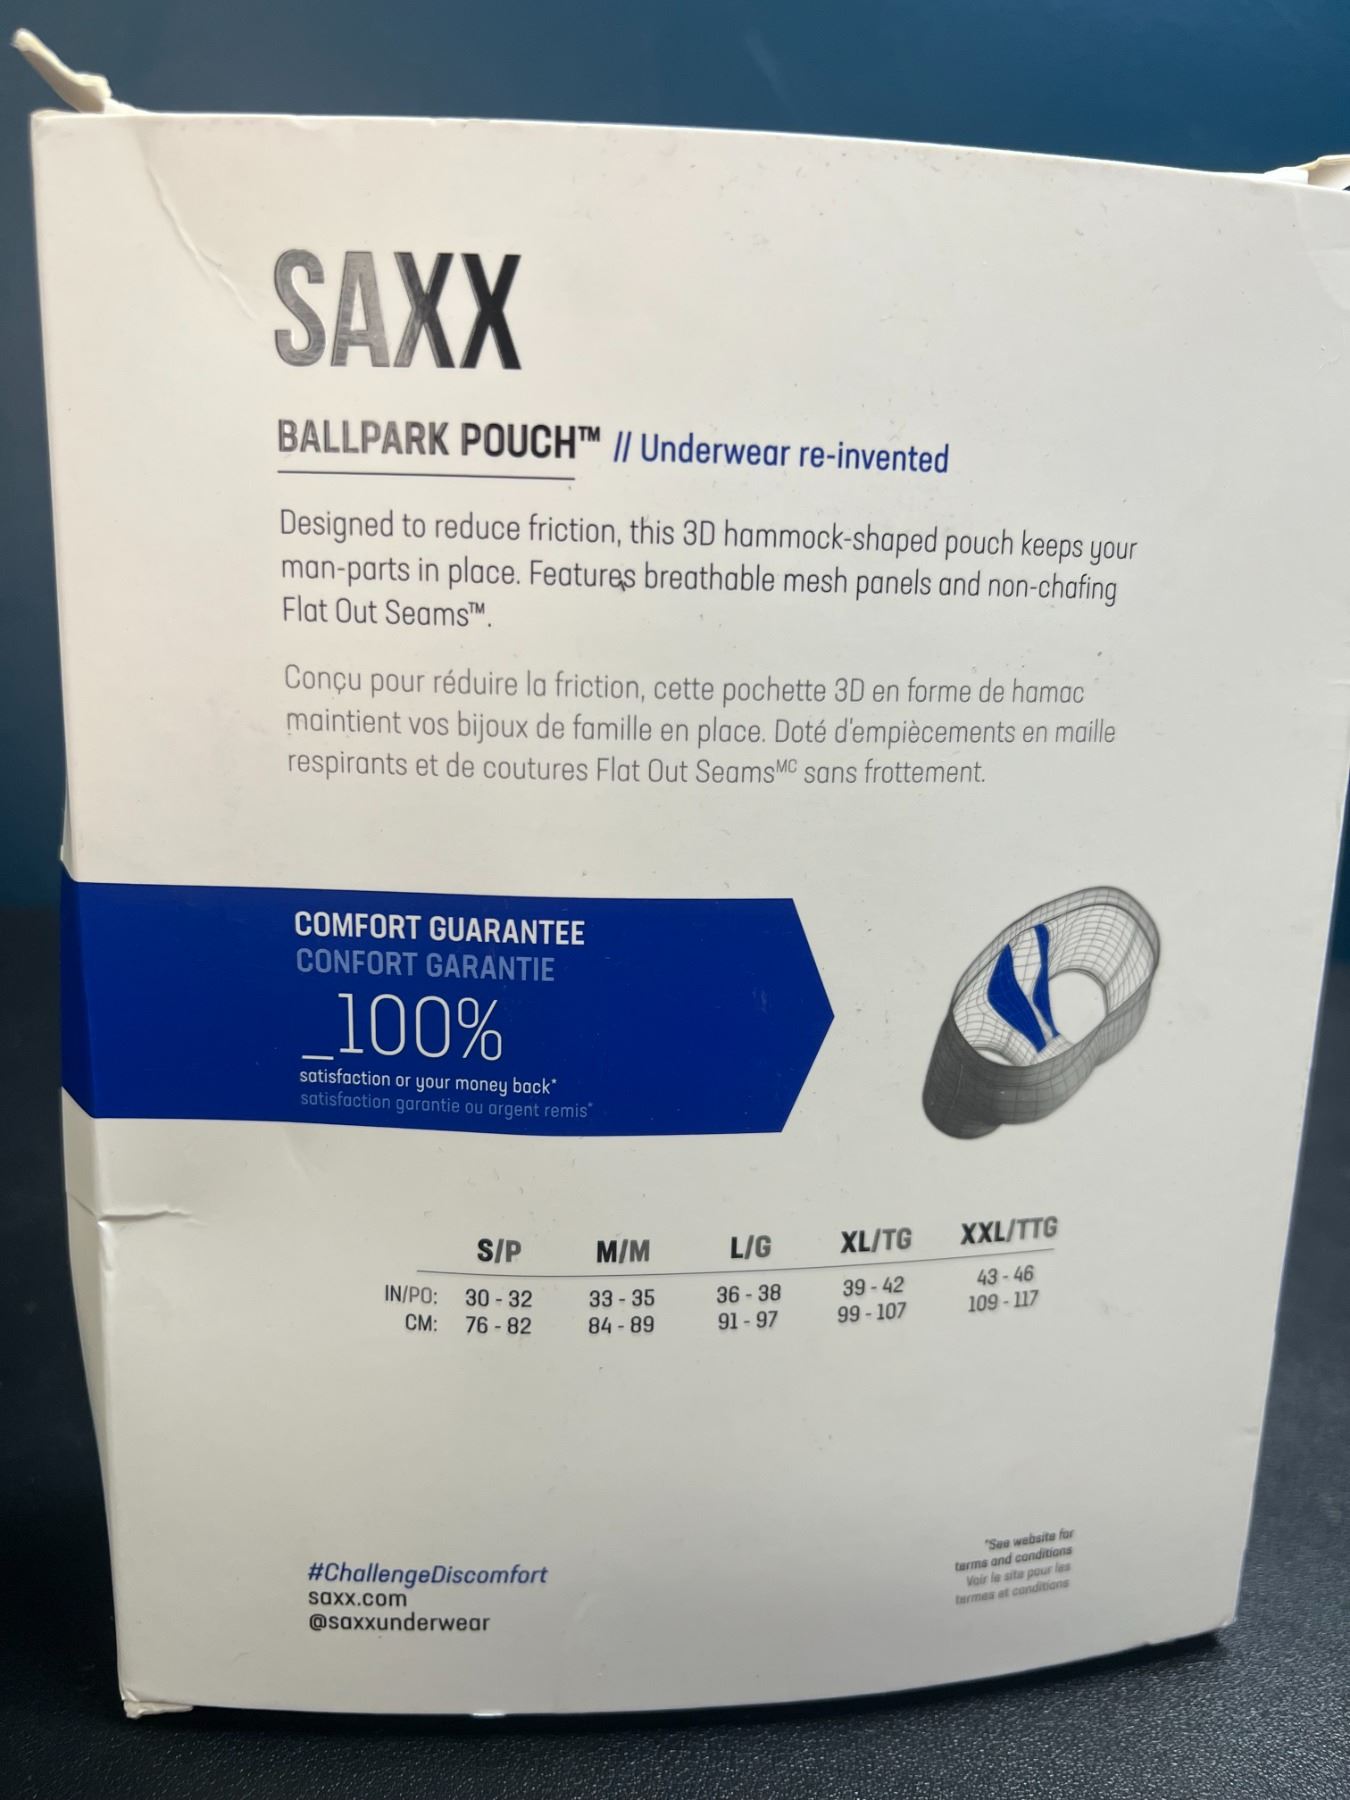 SAXX
BALLPARK POUCH™ // Underwear re-invented
Designed to reduce friction, this 3D hammock-shaped pouch keeps your
man-parts in place. Features breathable mesh panels and non-chafing
Flat Out Seams™.
Conçu pour réduire la friction, cette pochette 3D en forme de hamac
maintient vos bijoux de famille en place. Doté d'empiècements en maille
respirants et de coutures Flat Out Seamsᴹᶜ sans frottement.
COMFORT GUARANTEE
CONFORT GARANTIE
_100%
satisfaction or your money back*
satisfaction garantie ou argent remis*
S/P M/M L/G XL/TG XXL/TTG
IN/PO: 30 - 32 33 - 35 36 - 38 39 - 42 43 - 46
CM: 76 - 82 84 - 89 91 - 97 99 - 107 109 - 117
#ChallengeDiscomfort
saxx.com
@saxxunderwear
*See website for
terms and conditions
Voir le site pour les
termes et conditions